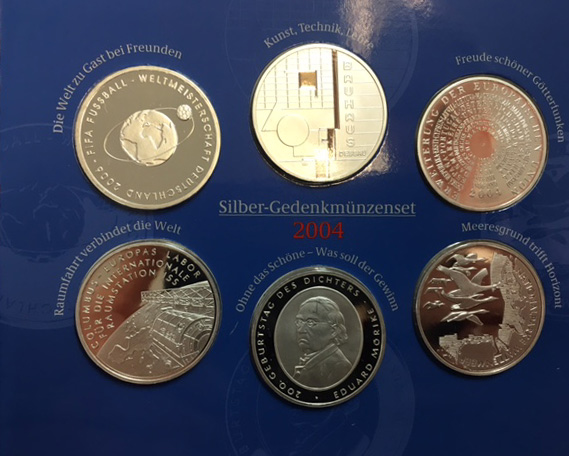 Die Welt zu Gast bei Freunden
Kunst, Technik,
Freude schöner Götterfunken
FIFA FUSSBALL - WELTMEISTERSCHAFT DEUTSCHLAND 2006
BAUHAUS
DESSAU
ERWEITERUNG DER EUROPÄISCHEN UNION
Silber-Gedenkmünzenset
2004
Raumfahrt verbindet die Welt
Ohne das Schöne – Was soll der Gewinn
Meeresgrund trifft Horizont
COLUMBUS - EUROPAS LABOR
FÜR DIE INTERNATIONALE
RAUMSTATION ISS
200. GEBURTSTAG DES DICHTERS
EDUARD MÖRIKE